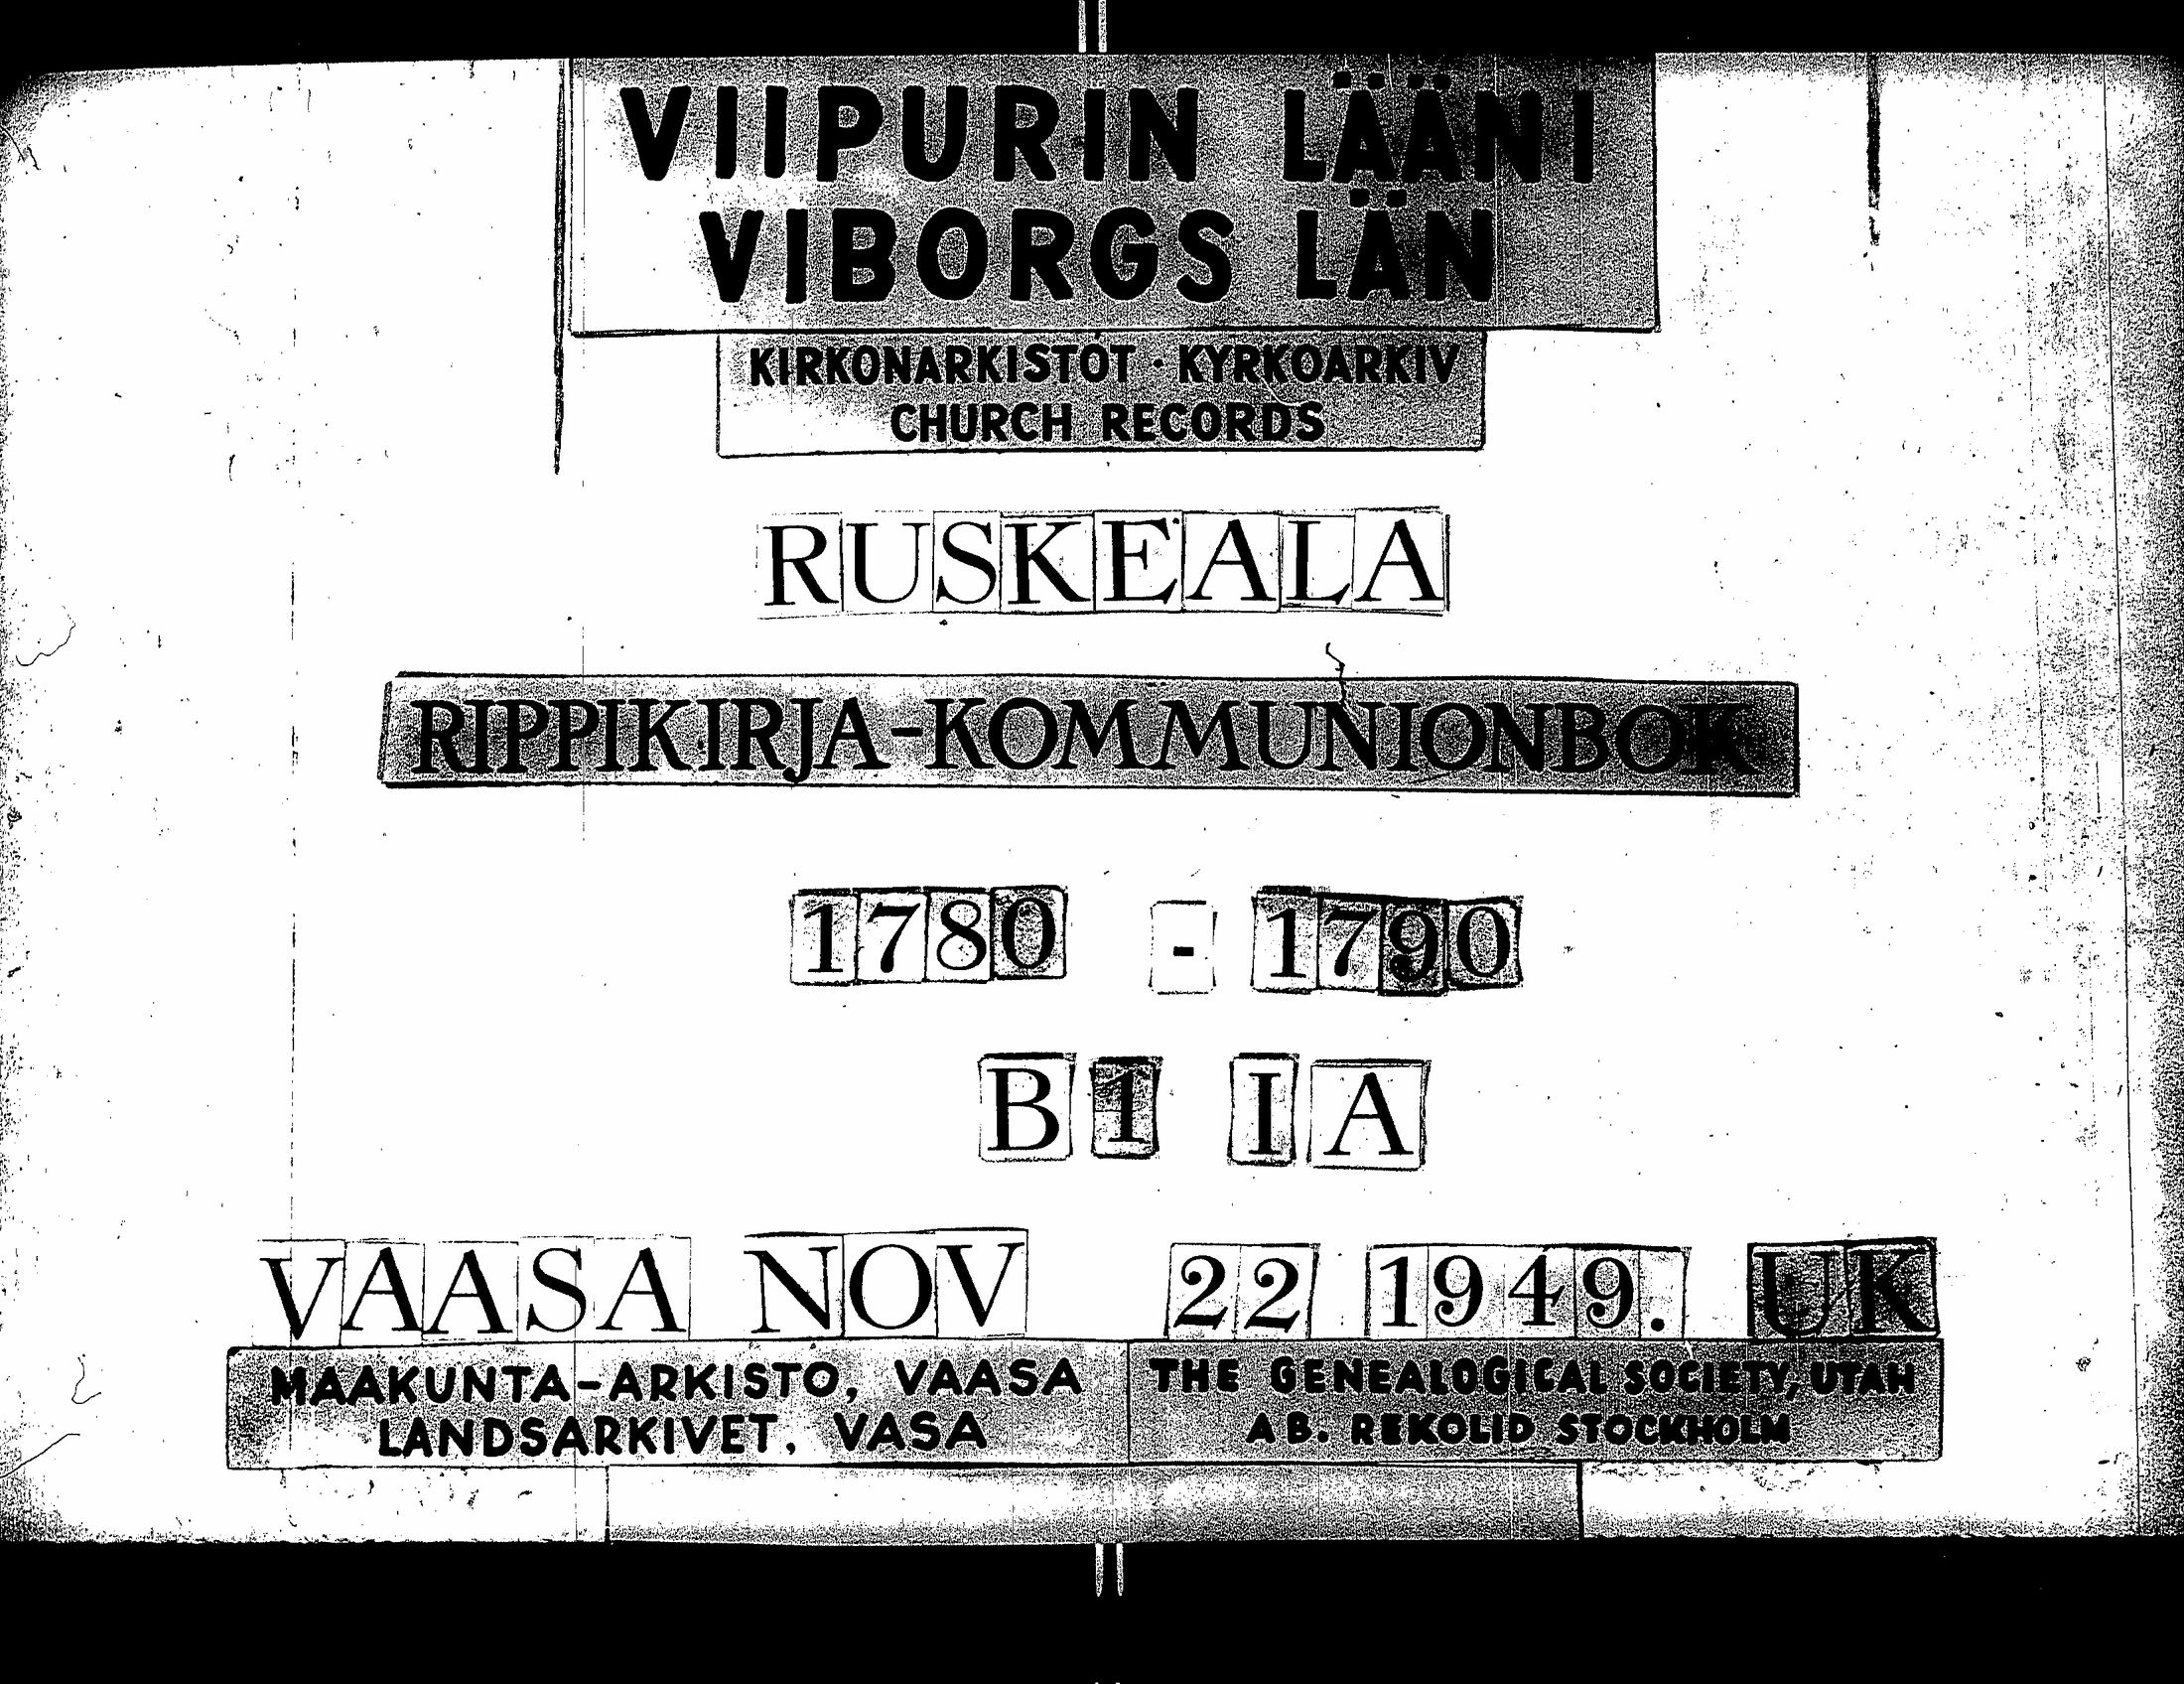 VIIPURIN LÄÄNI
VIBORGS LÄN
KIRKONARKISTOT · KYRKOARKIV
CHURCH RECORDS
RUSKEALA
RIPPIKIRJA-KOMMUNIONBOK
1780 - 1790
B1 IA
VAASA NOV 22 1949. UK
MAAKUNTA-ARKISTO, VAASA
LANDSARKIVET, VASA
THE GENEALOGICAL SOCIETY, UTAH
AB. REKOLID STOCKHOLM